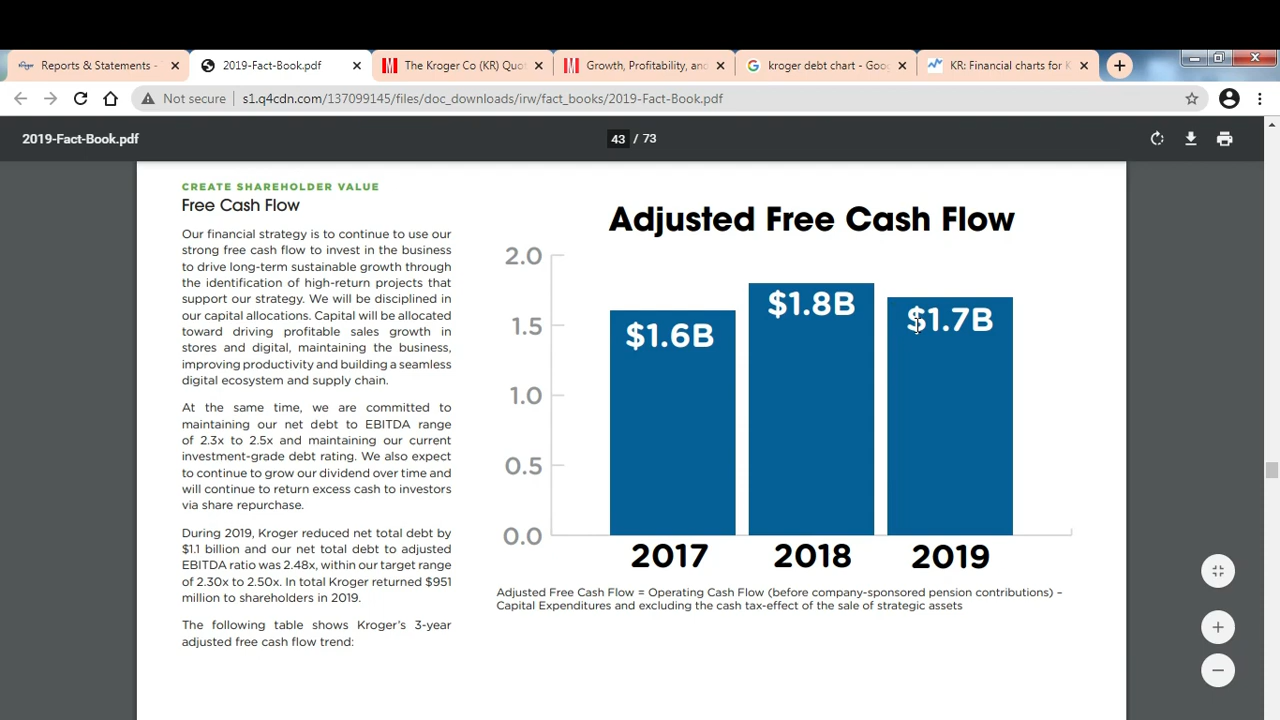 Reports & Statements -
2019-Fact-Book.pdf
The Kroger Co (KR) Quot
Growth, Profitability, and
kroger debt chart - Goog
KR: Financial charts for K
Not secure
s1.q4cdn.com/137099145/files/doc_downloads/irw/fact_books/2019-Fact-Book.pdf
2019-Fact-Book.pdf
43 / 73
CREATE SHAREHOLDER VALUE
Free Cash Flow
Our financial strategy is to continue to use our
strong free cash flow to invest in the business
to drive long-term sustainable growth through
the identification of high-return projects that
support our strategy. We will be disciplined in
our capital allocations. Capital will be allocated
toward driving profitable sales growth in
stores and digital, maintaining the business,
improving productivity and building a seamless
digital ecosystem and supply chain.
At the same time, we are committed to
maintaining our net debt to EBITDA range
of 2.3x to 2.5x and maintaining our current
investment-grade debt rating. We also expect
to continue to grow our dividend over time and
will continue to return excess cash to investors
via share repurchase.
During 2019, Kroger reduced net total debt by
$1.1 billion and our net total debt to adjusted
EBITDA ratio was 2.48x, within our target range
of 2.30x to 2.50x. In total Kroger returned $951
million to shareholders in 2019.
The following table shows Kroger's 3-year
adjusted free cash flow trend:
Adjusted Free Cash Flow
2.0
1.5
1.0
0.5
0.0
$1.6B
$1.8B
$1.7B
2017
2018
2019
Adjusted Free Cash Flow = Operating Cash Flow (before company-sponsored pension contributions) –
Capital Expenditures and excluding the cash tax-effect of the sale of strategic assets